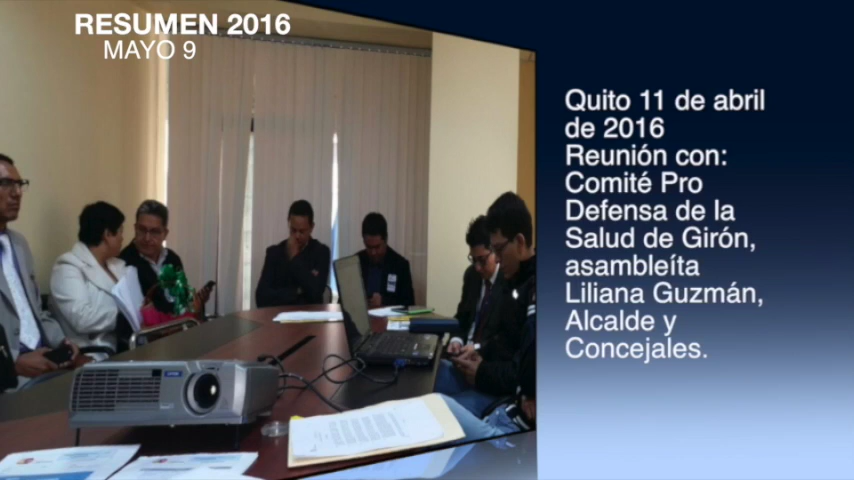 RESUMEN 2016
MAYO 9
Quito 11 de abril
de 2016
Reunión con:
Comité Pro
Defensa de la
Salud de Girón,
asambleíta
Liliana Guzmán,
Alcalde y
Concejales.